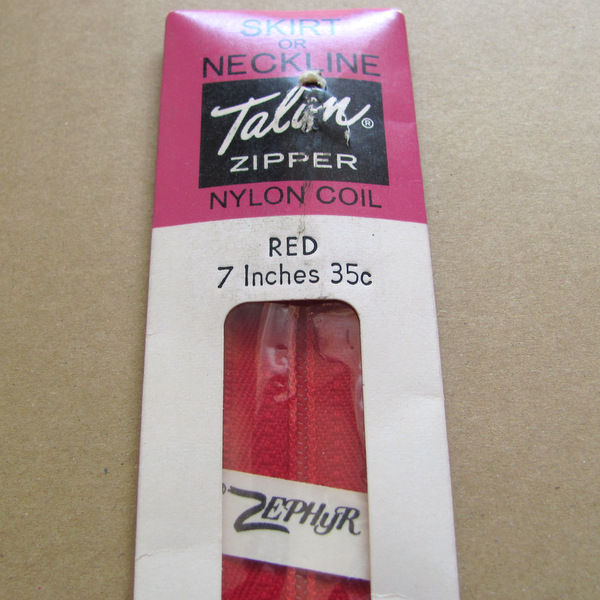 SKIRT
OR
NECKLINE
Talon®
ZIPPER
NYLON COIL
RED
7 Inches 35c
ZEPHYR